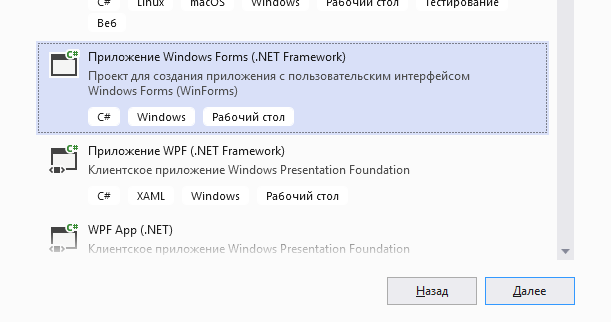 C# Linux macOS Windows Рабочий стол Тестирование
Веб
C#
Приложение Windows Forms (.NET Framework)
Проект для создания приложения с пользовательским интерфейсом
Windows Forms (WinForms)
C# Windows Рабочий стол
C#
Приложение WPF (.NET Framework)
Клиентское приложение Windows Presentation Foundation
C# XAML Windows Рабочий стол
C#
WPF App (.NET)
Клиентское приложение Windows Presentation Foundation
Назад Далее